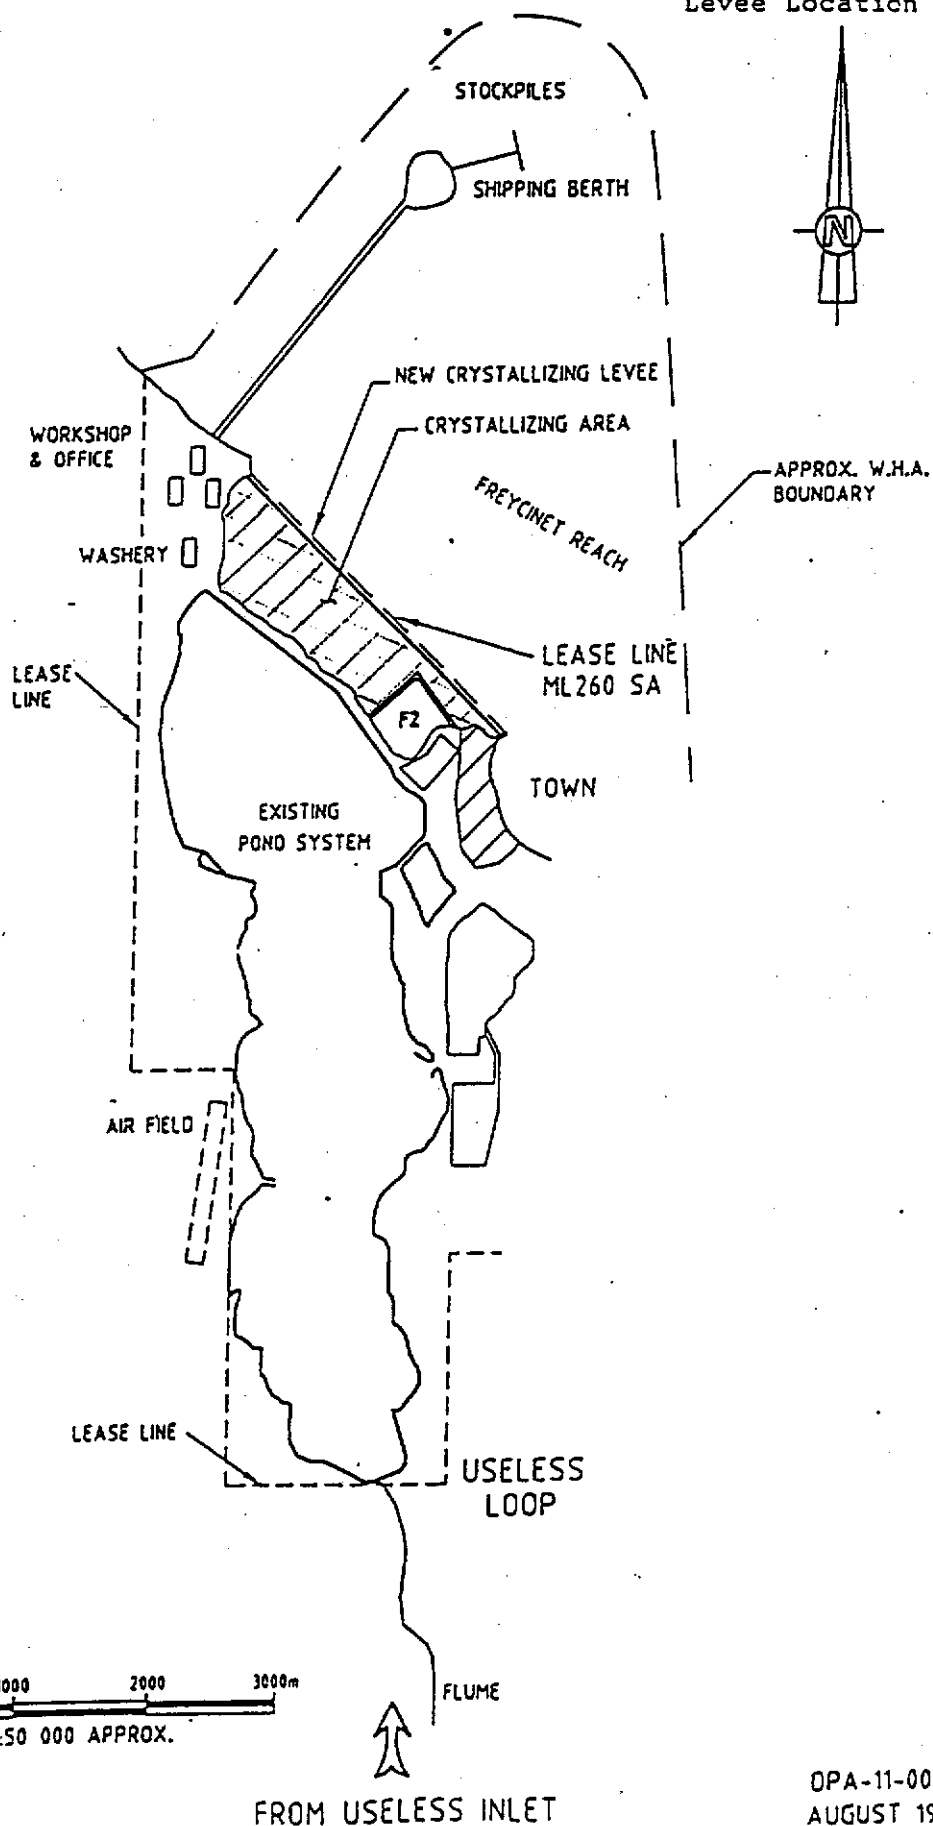 Levee Location
STOCKPILES
SHIPPING BERTH
N
NEW CRYSTALLIZING LEVEE
CRYSTALLIZING AREA
WORKSHOP
& OFFICE
FREYCINET REACH
APPROX. W.H.A.
BOUNDARY
WASHERY
LEASE LINE
ML260 SA
LEASE
LINE
F2
TOWN
EXISTING
POND SYSTEM
AIR FIELD
LEASE LINE
USELESS
LOOP
000 2000 3000m
:50 000 APPROX.
FLUME
FROM USELESS INLET
OPA-11-00
AUGUST 19